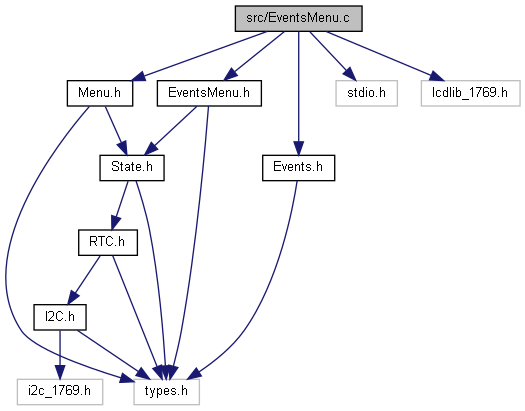 src/EventsMenu.c
Menu.h
EventsMenu.h
stdio.h
lcdlib_1769.h
State.h
Events.h
RTC.h
I2C.h
i2c_1769.h
types.h